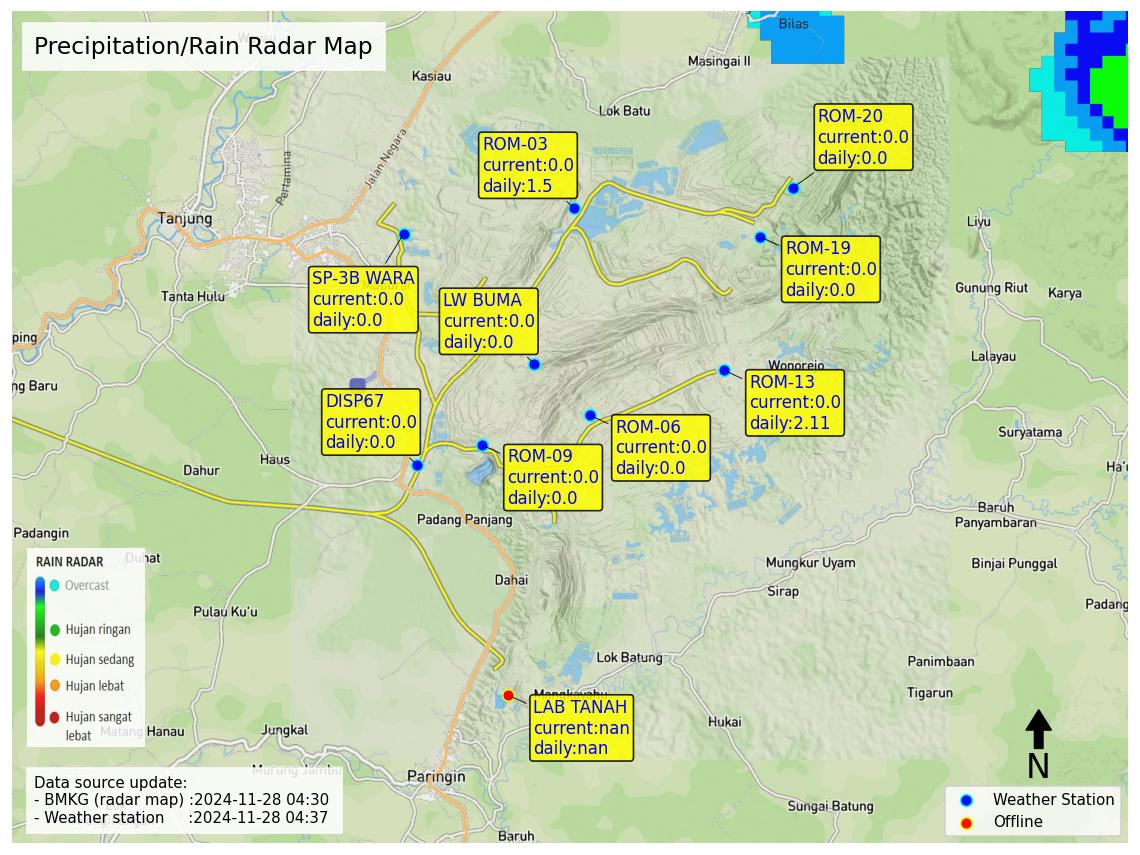 Precipitation/Rain Radar Map
Bilas
Masingai II
Kasiau
Lok Batu
Jalan Negara
Pertamina
Tanjung
Tanta Hulu
ROM-03
current:0.0
daily:1.5
ROM-20
current:0.0
daily:0.0
ROM-19
current:0.0
daily:0.0
SP-3B WARA
current:0.0
daily:0.0
LW BUMA
current:0.0
daily:0.0
Liyu
Gunung Riut
Karya
Lalayau
ping
ng Baru
Wonorejo
ROM-13
current:0.0
daily:2.11
DISP67
current:0.0
daily:0.0
ROM-06
current:0.0
daily:0.0
ROM-09
current:0.0
daily:0.0
Suryatama
Ha'u
Haus
Dahur
Padangin
Padang Panjang
Baruh
Panyambaran
Duhat
Dahai
Mungkur Uyam
Binjai Punggal
Sirap
Padang
Pulau Ku'u
RAIN RADAR
Overcast
Hujan ringan
Hujan sedang
Hujan lebat
Hujan sangat
lebat
Lok Batung
Panimbaan
Tigarun
Mangkayahu
LAB TANAH
current:nan
daily:nan
Hukai
Matang Hanau
Jungkal
Murung Jambu
Paringin
Sungai Batung
Baruh
N
Data source update:
- BMKG (radar map) :2024-11-28 04:30
- Weather station :2024-11-28 04:37
Weather Station
Offline